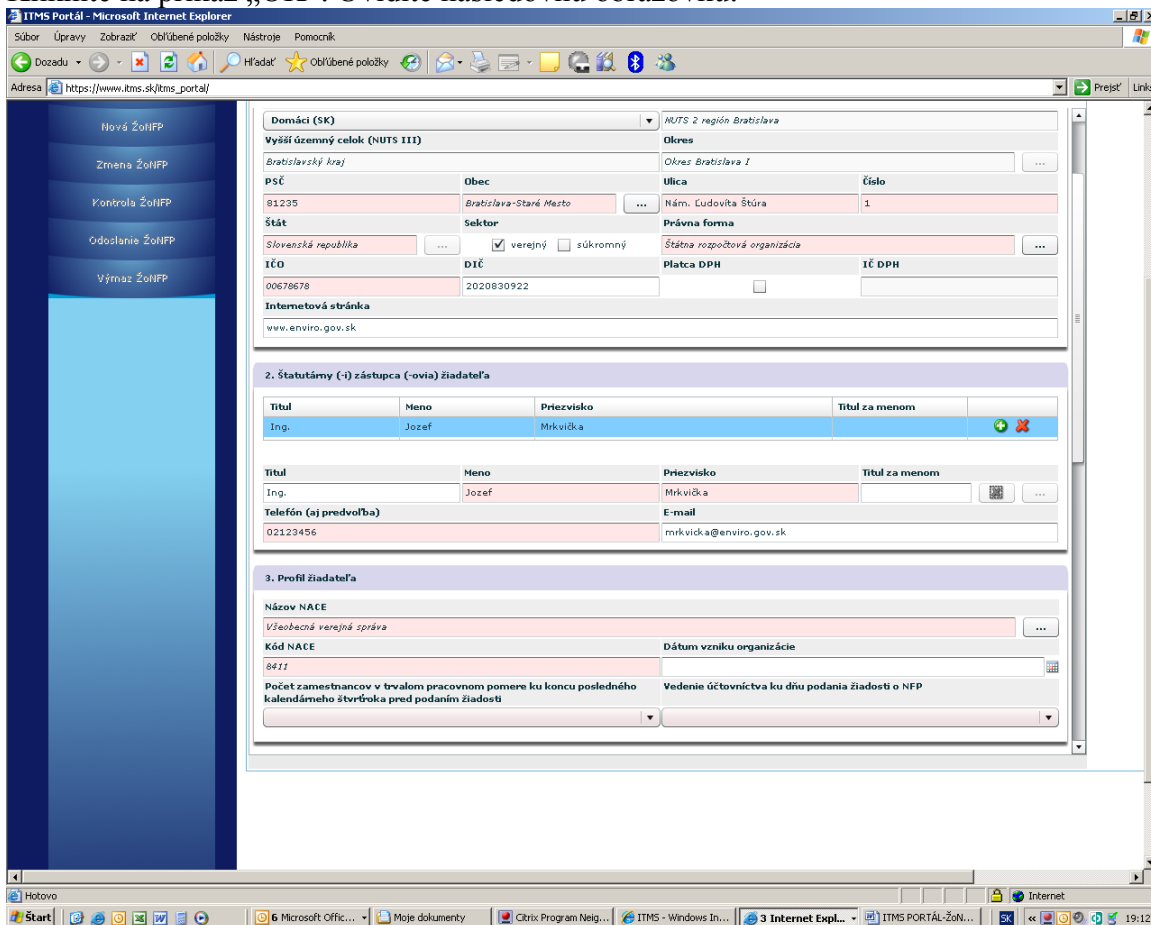 ITMS Portál - Microsoft Internet Explorer
Súbor Úpravy Zobraziť Obľúbené položky Nástroje Pomocník
Dozadu Hľadať Obľúbené položky
Adresa https://www.itms.sk/itms_portal/ Prejsť
Nová ŽoNFP
Zmena ŽoNFP
Kontrola ŽoNFP
Odoslanie ŽoNFP
Výmaz ŽoNFP
Domáci (SK) NUTS 2 región Bratislava
Vyšší územný celok (NUTS III) Okres
Bratislavský kraj Okres Bratislava I ...
PSČ Obec Ulica Číslo
81235 Bratislava-Staré Mesto ... Nám. Ľudovíta Štúra 1
Štát Sektor Právna forma
Slovenská republika ... verejný súkromný Štátna rozpočtová organizácia ...
IČO DIČ Platca DPH IČ DPH
00678678 2020830922
Internetová stránka
www.enviro.gov.sk
2. Štatutárny (-i) zástupca (-ovia) žiadateľa
Titul Meno Priezvisko Titul za menom
Ing. Jozef Mrkvička
Titul Meno Priezvisko Titul za menom
Ing. Jozef Mrkvička ...
Telefón (aj predvoľba) E-mail
02123456 mrkvicka@enviro.gov.sk
3. Profil žiadateľa
Názov NACE
Všeobecná verejná správa ...
Kód NACE Dátum vzniku organizácie
8411
Počet zamestnancov v trvalom pracovnom pomere ku koncu posledného
kalendárneho štvrťroka pred podaním žiadosti
Vedenie účtovníctva ku dňu podania žiadosti o NFP
Hotovo Internet
Štart 6 Microsoft Offic... Moje dokumenty Citrix Program Neig... ITMS - Windows In... 3 Internet Expl... ITMS PORTÁL-ŽoN... SK « 19:12